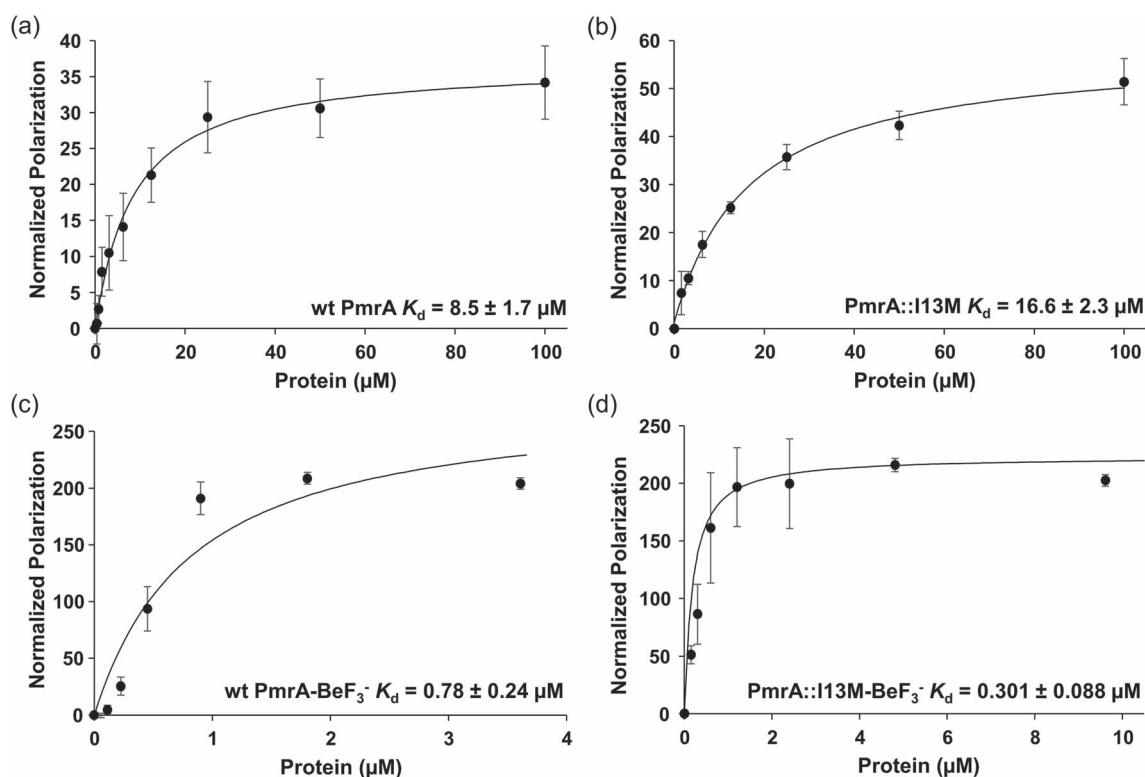 (a)
40
35
30
25
20
15
10
5
0
0 20 40 60 80 100
Normalized Polarization
Protein (µM)
wt PmrA Kd = 8.5 ± 1.7 µM
(b)
60
50
40
30
20
10
0
0 20 40 60 80 100
Normalized Polarization
Protein (µM)
PmrA::I13M Kd = 16.6 ± 2.3 µM
(c)
250
200
150
100
50
0
0 1 2 3 4
Normalized Polarization
Protein (µM)
wt PmrA-BeF3- Kd = 0.78 ± 0.24 µM
(d)
250
200
150
100
50
0
0 2 4 6 8 10
Normalized Polarization
Protein (µM)
PmrA::I13M-BeF3- Kd = 0.301 ± 0.088 µM